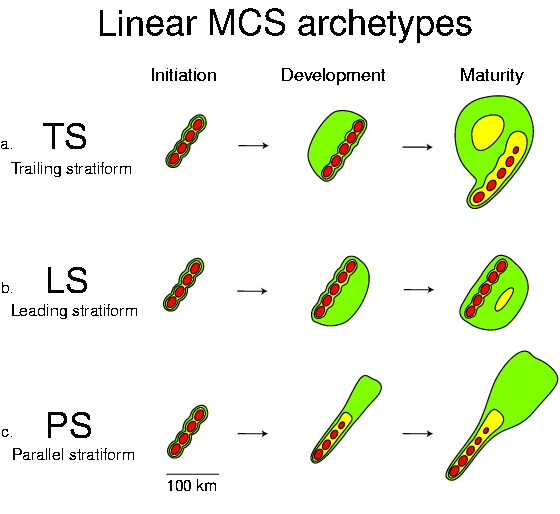 Linear MCS archetypes
Initiation Development Maturity
a. TS
Trailing stratiform
b. LS
Leading stratiform
c. PS
Parallel stratiform
100 km